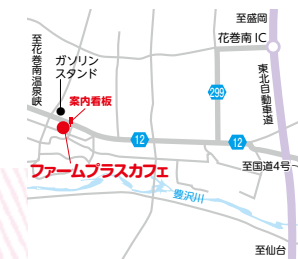 至盛岡
花巻南IC
至花巻南温泉峡
ガソリン
スタンド
案内看板
299
東北自動車道
12
12
至国道4号
ファームプラスカフェ
豊沢川
至仙台